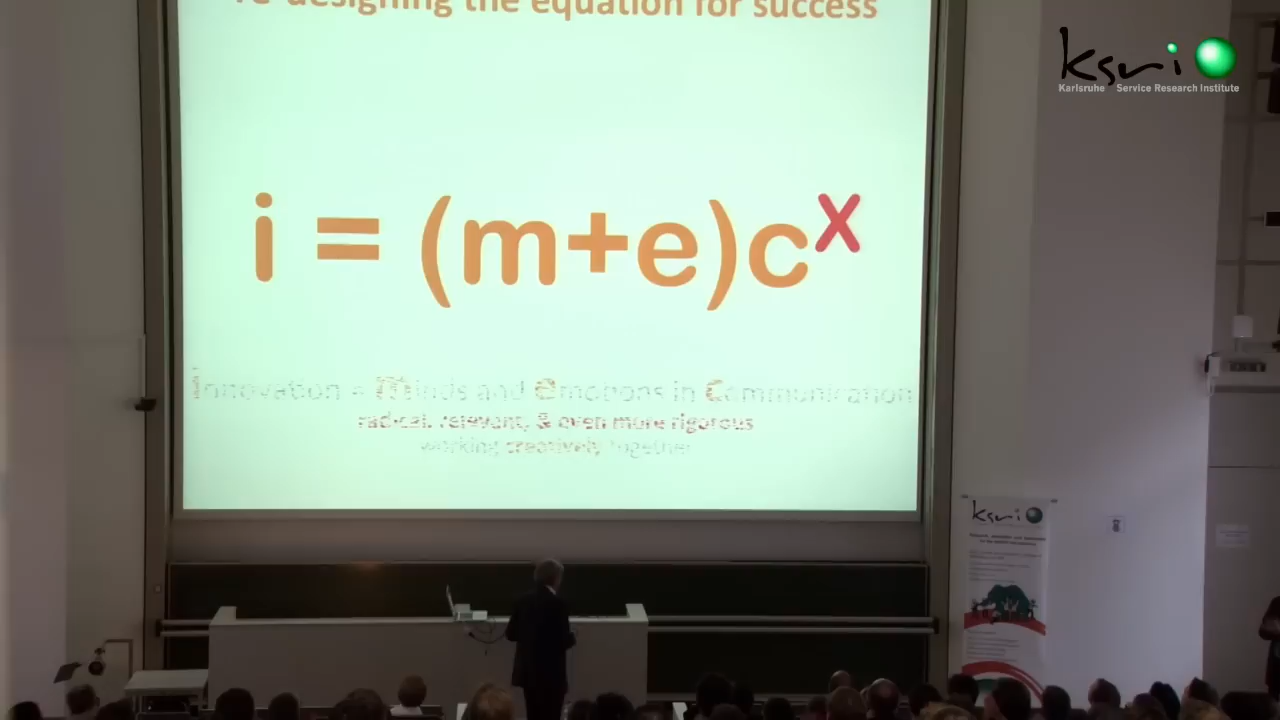 re-designing the equation for success
i = (m+e)c^x
innovation = minds and emotions in communication
radical, relevant, & even more rigorous
working creatively together
ksri
Karlsruhe Service Research Institute
ksri